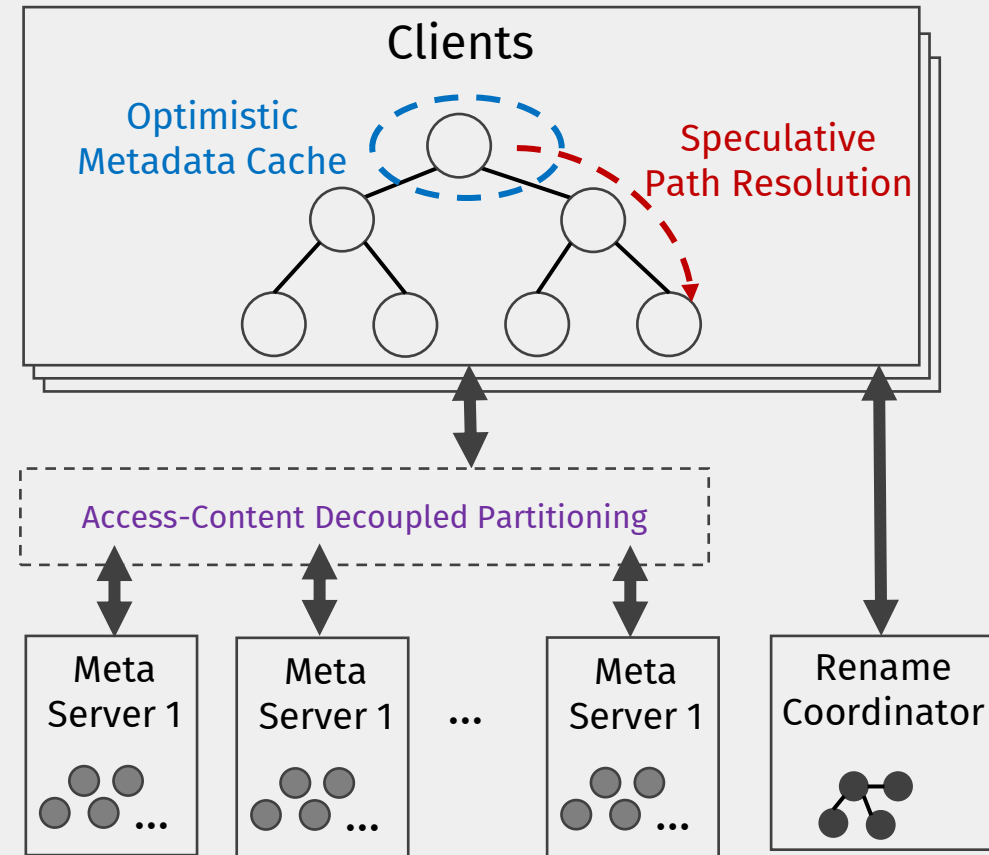 Clients
Optimistic
Metadata Cache
Speculative
Path Resolution
Access-Content Decoupled Partitioning
Meta
Server 1
...
Meta
Server 1
...
...
Meta
Server 1
...
Rename
Coordinator